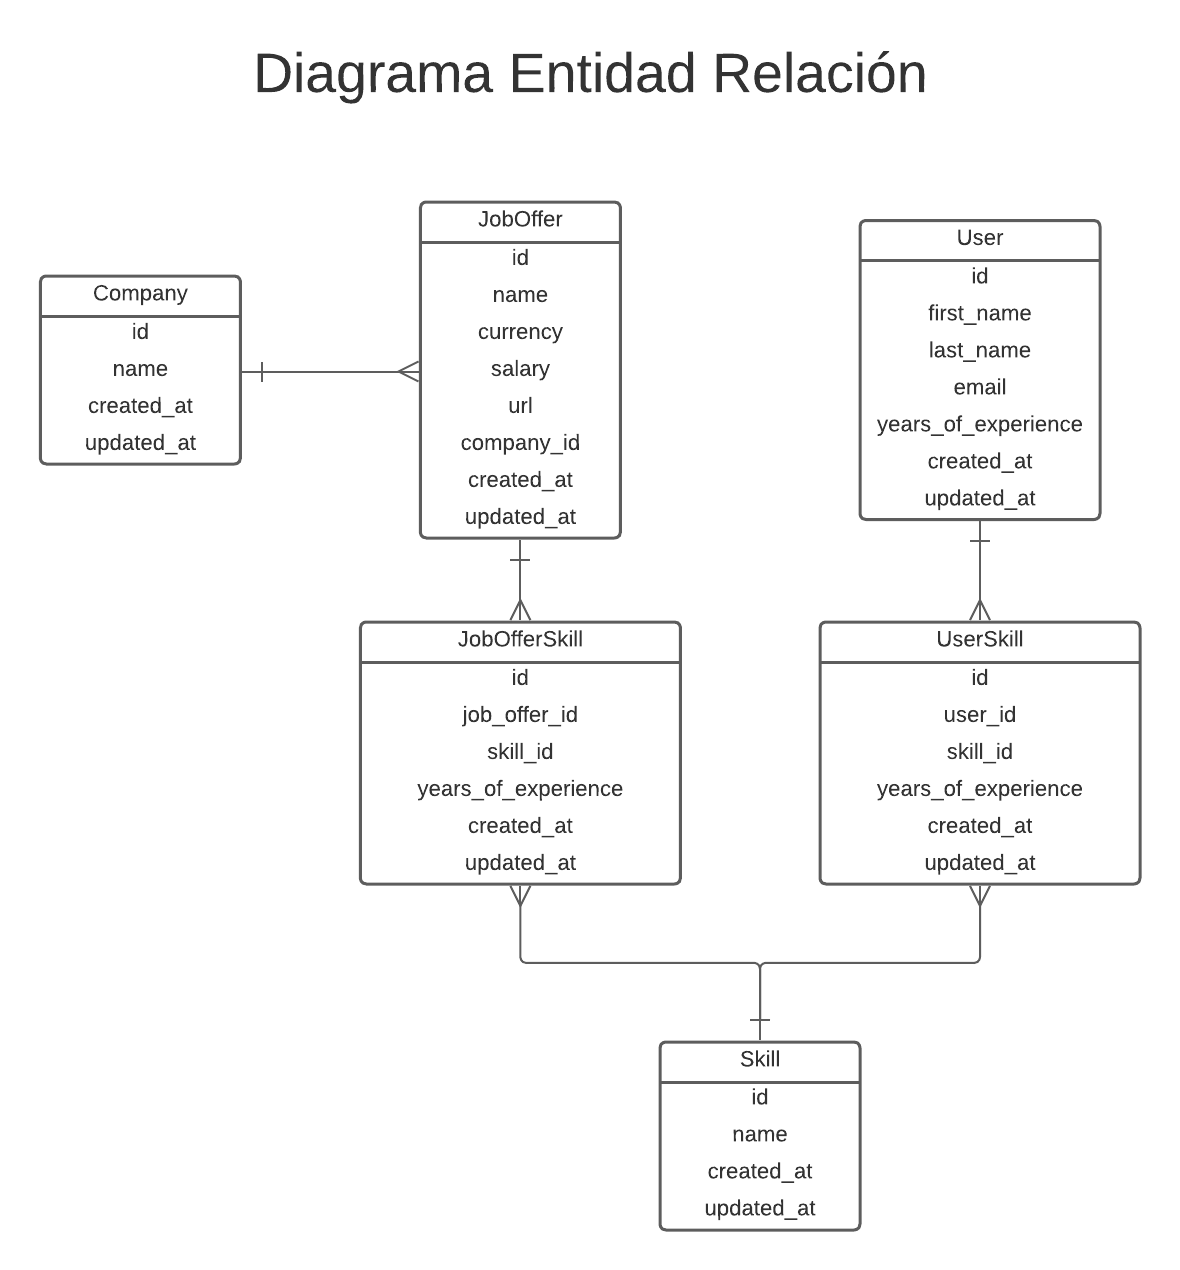 Diagrama Entidad Relación
Company
id
name
created_at
updated_at
JobOffer
id
name
currency
salary
url
company_id
created_at
updated_at
User
id
first_name
last_name
email
years_of_experience
created_at
updated_at
JobOfferSkill
id
job_offer_id
skill_id
years_of_experience
created_at
updated_at
UserSkill
id
user_id
skill_id
years_of_experience
created_at
updated_at
Skill
id
name
created_at
updated_at